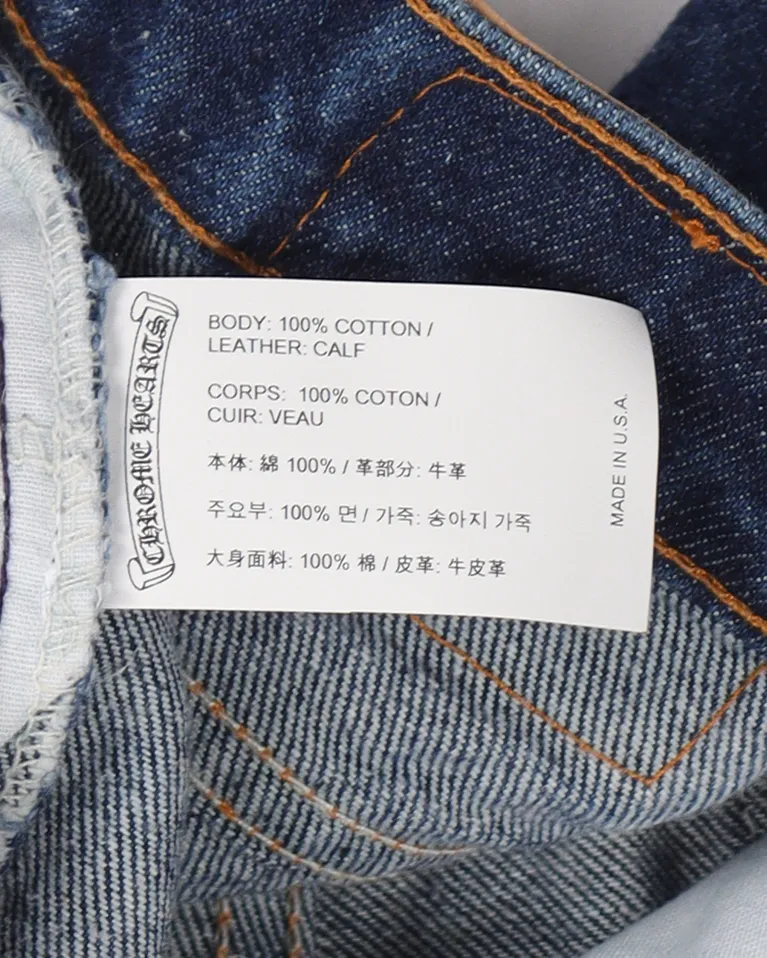 CHROME HEARTS
BODY: 100% COTTON /
LEATHER: CALF
CORPS: 100% COTON /
CUIR: VEAU
本体: 綿 100% / 革部分: 牛革
주요부: 100% 면 / 가죽: 송아지 가죽
大身面料: 100% 棉 / 皮革: 牛皮革
MADE IN U.S.A.